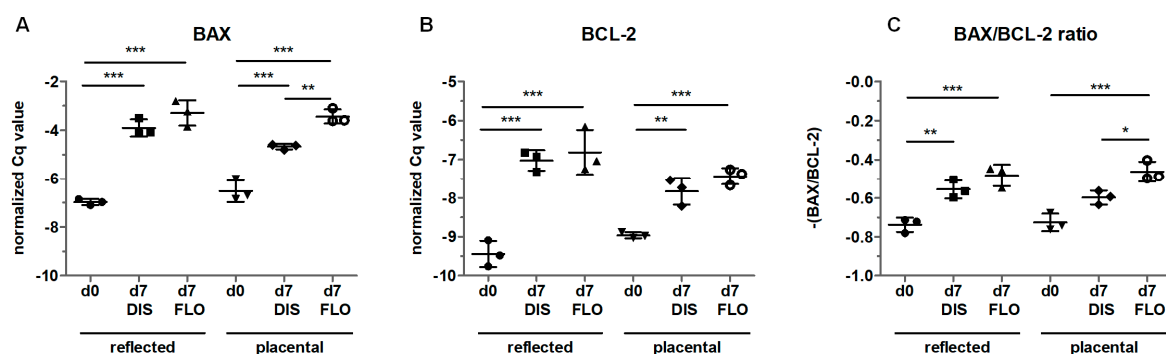 A
BAX
normalized Cq value
-2
-4
-6
-8
-10
***
***
***
***
**
d0
d7
DIS
d7
FLO
d0
d7
DIS
d7
FLO
reflected
placental
B
BCL-2
normalized Cq value
-5
-6
-7
-8
-9
-10
***
***
***
**
d0
d7
DIS
d7
FLO
d0
d7
DIS
d7
FLO
reflected
placental
C
BAX/BCL-2 ratio
-(BAX/BCL-2)
-0.0
-0.2
-0.4
-0.6
-0.8
-1.0
***
**
***
*
d0
d7
DIS
d7
FLO
d0
d7
DIS
d7
FLO
reflected
placental